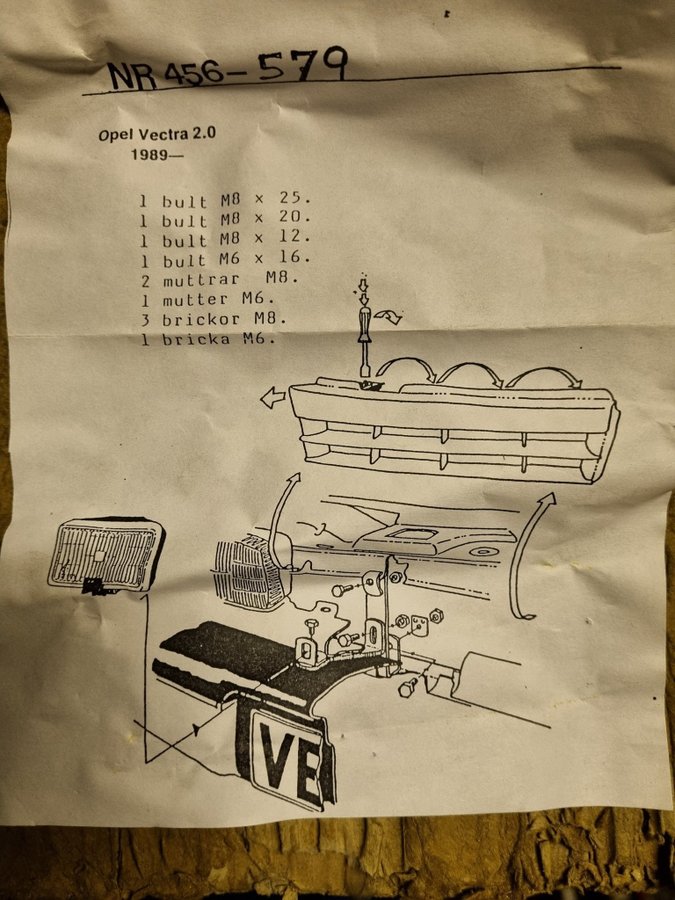 NR 456-579
Opel Vectra 2.0
1989—
1 bult M8 x 25.
1 bult M8 x 20.
1 bult M8 x 12.
1 bult M6 x 16.
2 muttrar M8.
1 mutter M6.
3 brickor M8.
1 bricka M6.
VE